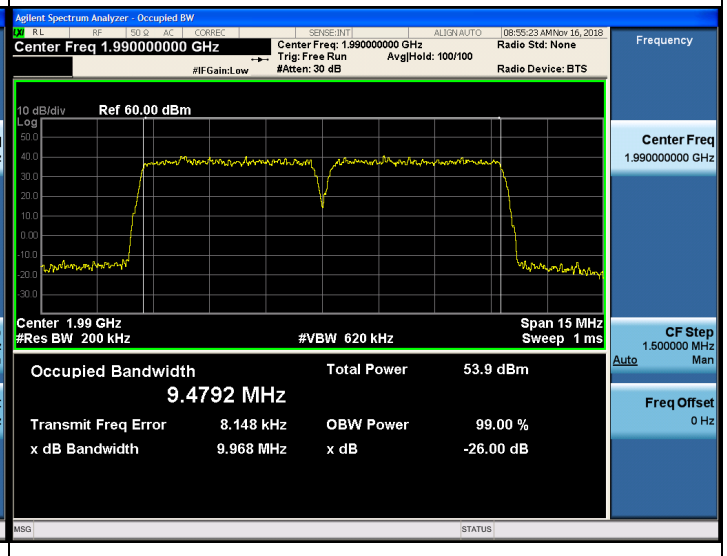 Agilent Spectrum Analyzer - Occupied BW
LXI RL RF 50 Ω AC CORREC SENSE:INT ALIGN AUTO 08:55:23 AM Nov 16, 2018
Center Freq 1.990000000 GHz
Center Freq: 1.990000000 GHz
Radio Std: None
Trig: Free Run Avg|Hold: 100/100
#IFGain:Low #Atten: 30 dB Radio Device: BTS
Frequency
10 dB/div Ref 60.00 dBm
Log
50.0
40.0
30.0
20.0
10.0
0.00
-10.0
-20.0
-30.0
Center 1.99 GHz Span 15 MHz
#Res BW 200 kHz #VBW 620 kHz Sweep 1 ms
Occupied Bandwidth Total Power 53.9 dBm
9.4792 MHz
Transmit Freq Error 8.148 kHz OBW Power 99.00 %
x dB Bandwidth 9.968 MHz x dB -26.00 dB
Center Freq
1.990000000 GHz
CF Step
1.500000 MHz
Auto Man
Freq Offset
0 Hz
MSG STATUS